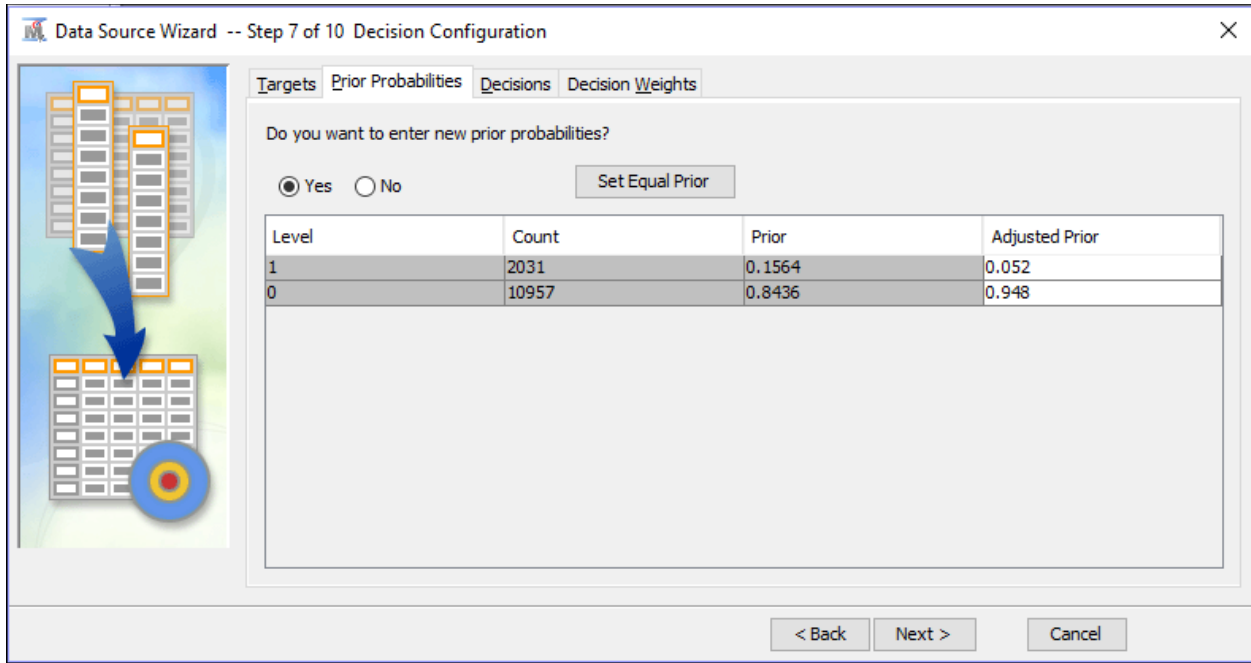 Data Source Wizard -- Step 7 of 10 Decision Configuration
Targets Prior Probabilities Decisions Decision Weights
Do you want to enter new prior probabilities?
Yes No Set Equal Prior
Level Count Prior Adjusted Prior
1 2031 0.1564 0.052
0 10957 0.8436 0.948
< Back Next > Cancel